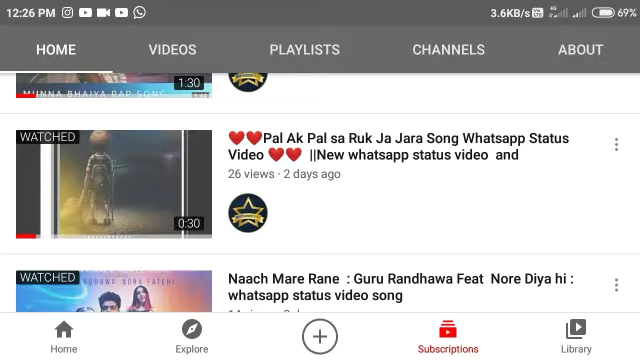 12:26 PM
3.6KB/s 4G 69%
HOME VIDEOS PLAYLISTS CHANNELS ABOUT
MUNNA BHAIYA RAP SONG
1:30
WATCHED
0:30
❤️❤️Pal Ak Pal sa Ruk Ja Jara Song Whatsapp Status
Video ❤️❤️ ||New whatsapp status video and
26 views · 2 days ago
WATCHED
Naach Mare Rane : Guru Randhawa Feat Nore Diya hi :
whatsapp status video song
Home Explore Subscriptions Library